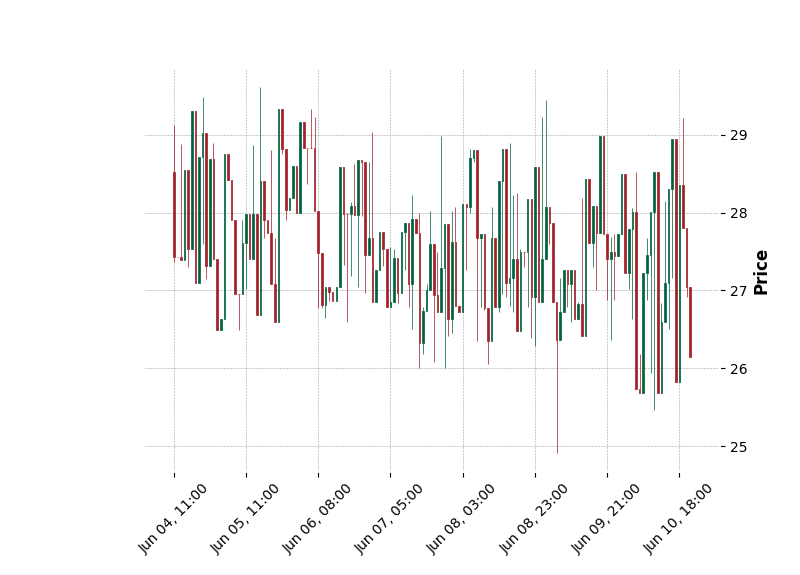 29
28
27
26
25
Price
Jun 04, 11:00
Jun 05, 11:00
Jun 06, 08:00
Jun 07, 05:00
Jun 08, 03:00
Jun 08, 23:00
Jun 09, 21:00
Jun 10, 18:00